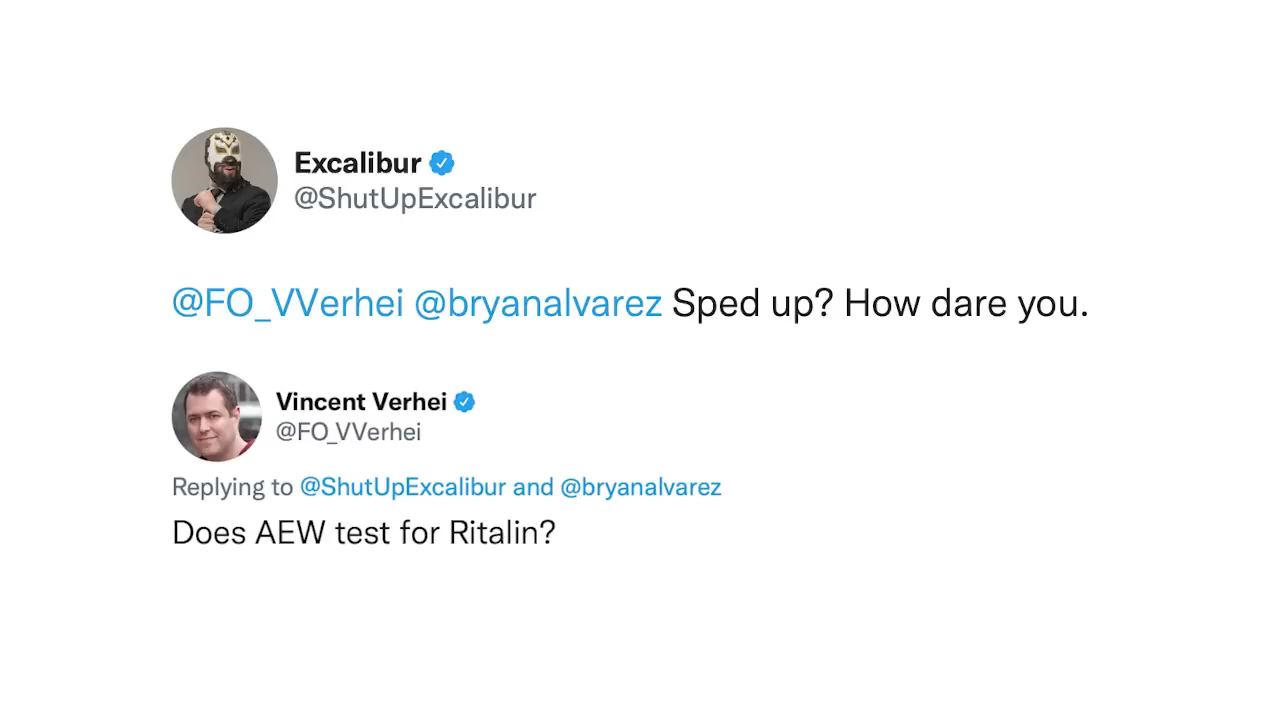 Excalibur
@ShutUpExcalibur
@FO_VVerhei @bryanalvarez Sped up? How dare you.
Vincent Verhei
@FO_VVerhei
Replying to @ShutUpExcalibur and @bryanalvarez
Does AEW test for Ritalin?